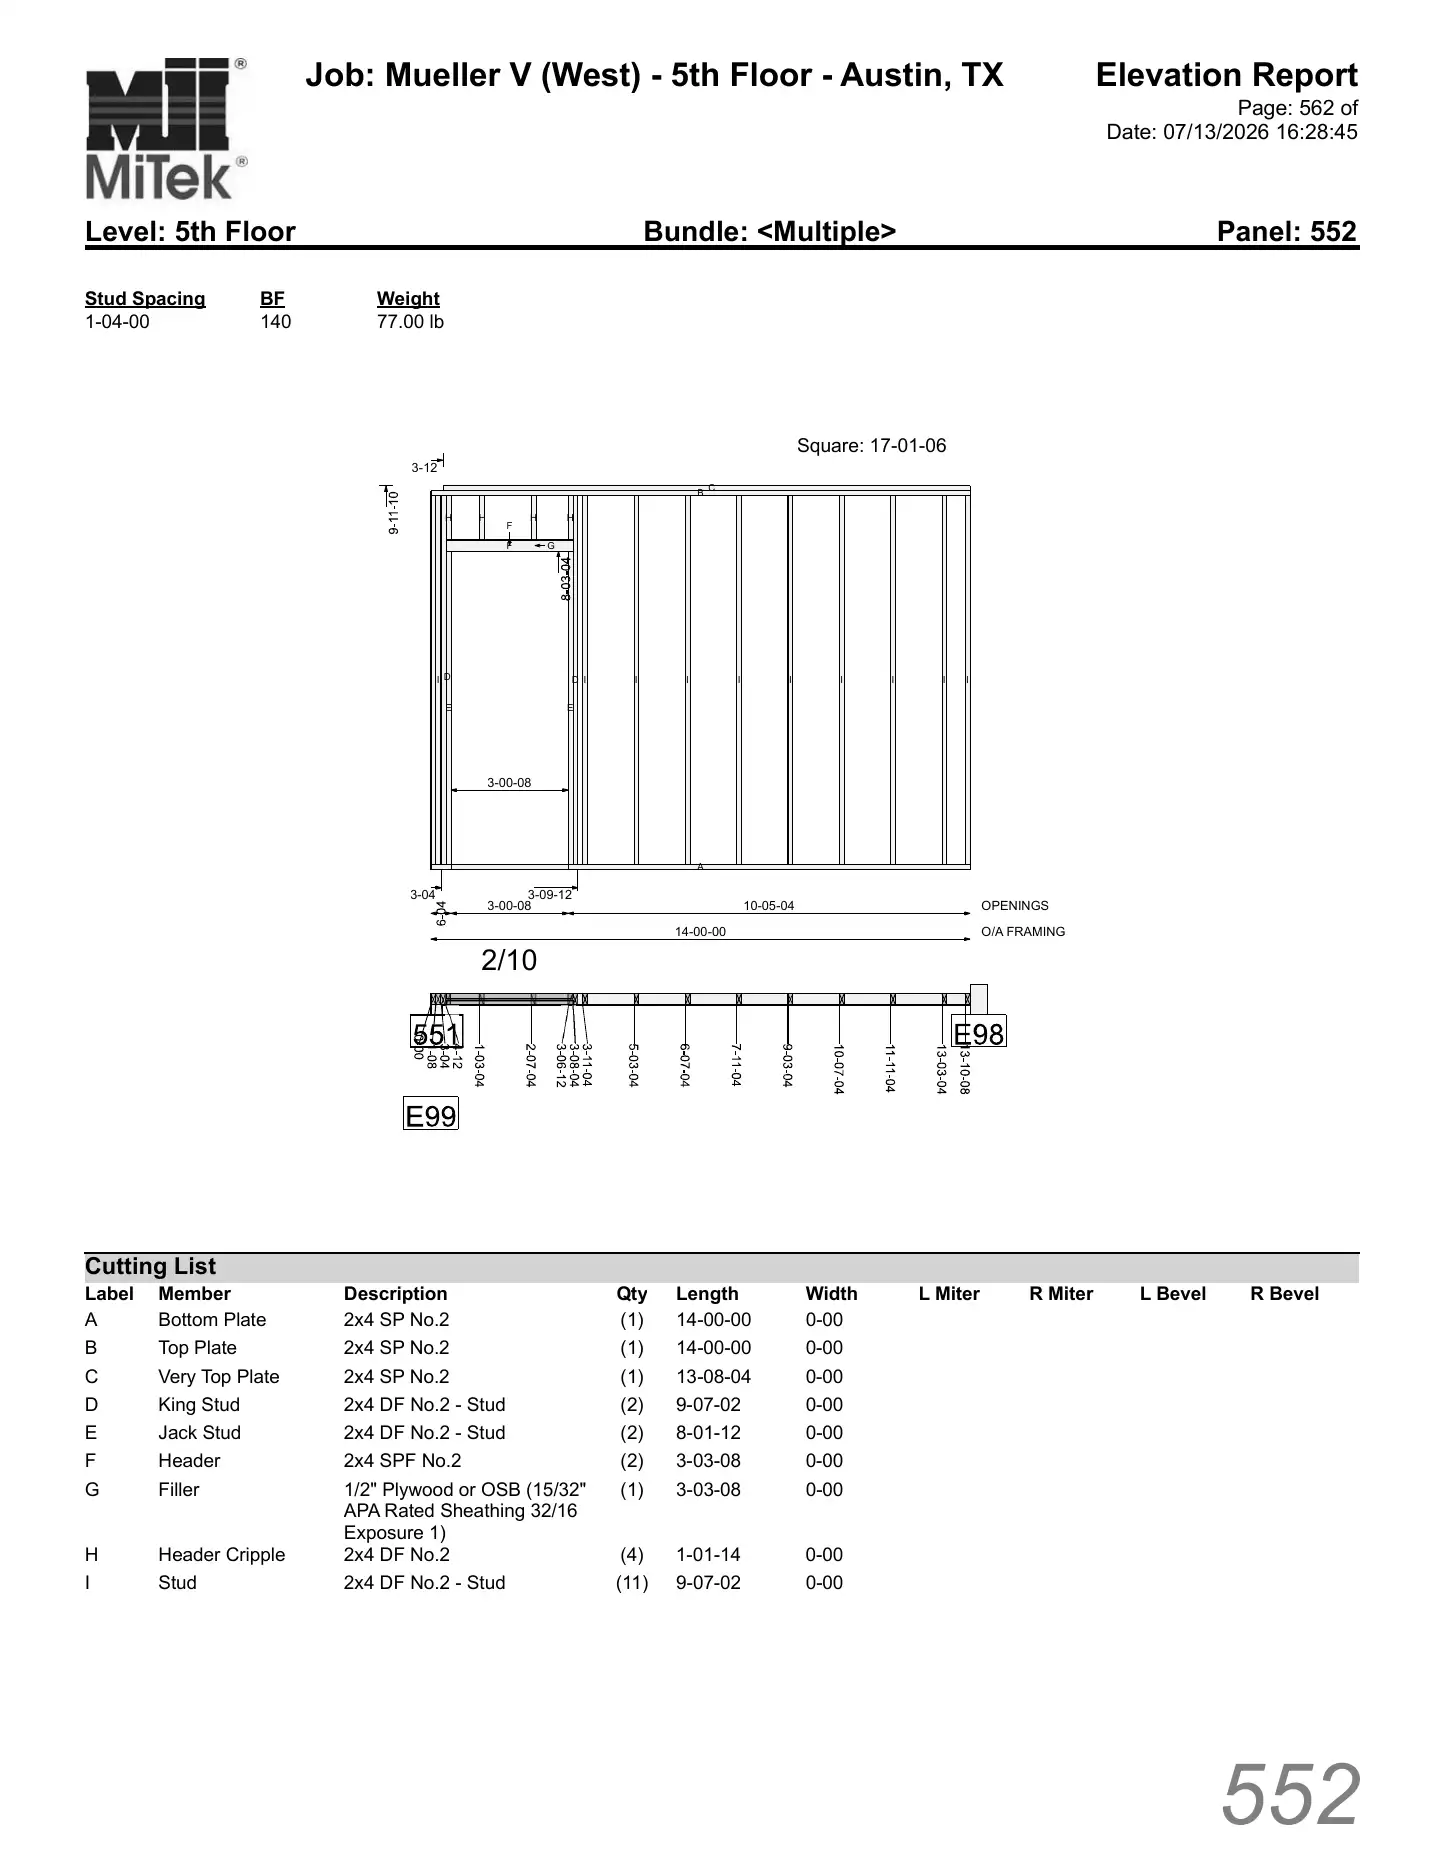 Job: Mueller V (West) - 5th Floor - Austin, TX
Elevation Report
Page: 562 of
Date: 07/13/2026 16:28:45
MiTek®
Level: 5th Floor Bundle: <Multiple> Panel: 552
Stud Spacing BF Weight
1-04-00 140 77.00 lb
Square: 17-01-06
3-12
9-11-10
C
B
H H H H
F
F G
8-03-04
I D D I I I I I I I I I
E E
3-00-08
A
3-04 3-09-12
6-04 3-00-08 10-05-04 OPENINGS
14-00-00 O/A FRAMING
2/10
551 E98
1-03-04 2-07-04 3-06-12 3-08-04 3-11-04 5-03-04 6-07-04 7-11-04 9-03-04 10-07-04 11-11-04 13-03-04 13-10-08
E99
Cutting List
Label Member Description Qty Length Width L Miter R Miter L Bevel R Bevel
A Bottom Plate 2x4 SP No.2 (1) 14-00-00 0-00
B Top Plate 2x4 SP No.2 (1) 14-00-00 0-00
C Very Top Plate 2x4 SP No.2 (1) 13-08-04 0-00
D King Stud 2x4 DF No.2 - Stud (2) 9-07-02 0-00
E Jack Stud 2x4 DF No.2 - Stud (2) 8-01-12 0-00
F Header 2x4 SPF No.2 (2) 3-03-08 0-00
G Filler 1/2" Plywood or OSB (15/32" (1) 3-03-08 0-00
APA Rated Sheathing 32/16
Exposure 1)
H Header Cripple 2x4 DF No.2 (4) 1-01-14 0-00
I Stud 2x4 DF No.2 - Stud (11) 9-07-02 0-00
552